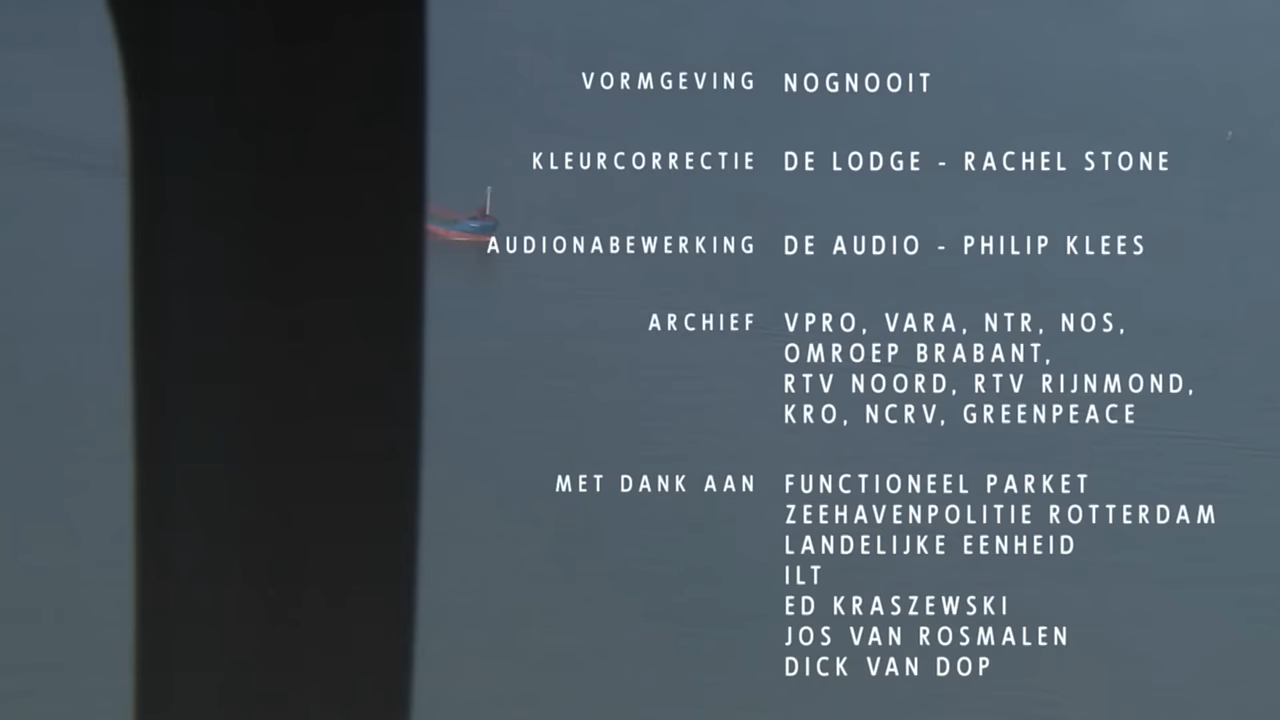 VORMGEVING NOGNOOIT
KLEURCORRECTIE DE LODGE - RACHEL STONE
AUDIONABEWERKING DE AUDIO - PHILIP KLEES
ARCHIEF VPRO, VARA, NTR, NOS,
OMROEP BRABANT,
RTV NOORD, RTV RIJNMOND,
KRO, NCRV, GREENPEACE
MET DANK AAN FUNCTIONEEL PARKET
ZEEHAVENPOLITIE ROTTERDAM
LANDELIJKE EENHEID
ILT
ED KRASZEWSKI
JOS VAN ROSMALEN
DICK VAN DOP